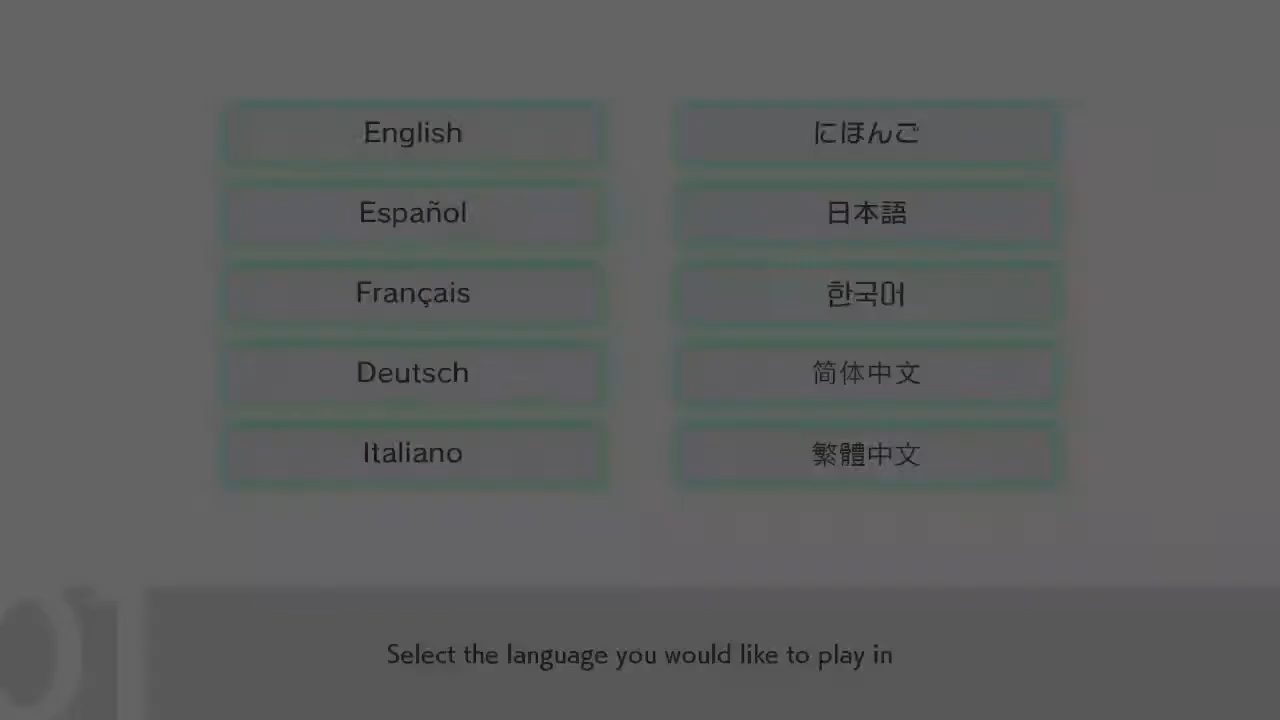 English
Español
Français
Deutsch
Italiano
にほんご
日本語
한국어
简体中文
繁體中文
Select the language you would like to play in
01